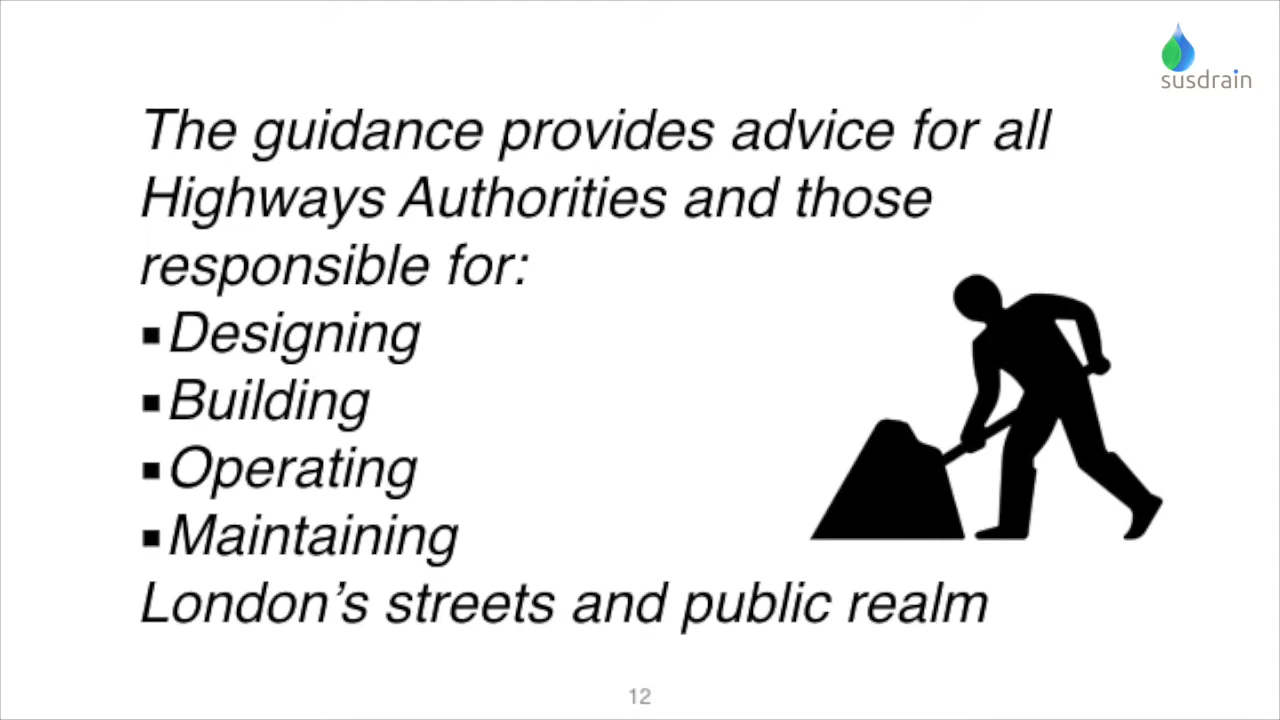 susdrain
The guidance provides advice for all
Highways Authorities and those
responsible for:
▪Designing
▪Building
▪Operating
▪Maintaining
London’s streets and public realm
12